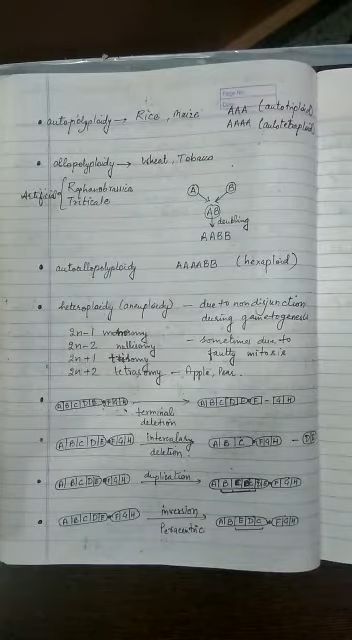 Page No.
Date
• autopolyploidy → Rice, Maize AAA (autotriploid)
AAAA (autotetraploid)
• allopolyploidy → Wheat, Tobacco
Artificial { Raphanobrassica
Triticale
A B
AB
doubling
AABB
• autoallopolyploidy AAAABB (hexaploid)
• heteroploidy (aneuploidy) – due to nondisjunction
during gametogenesis
2n-1 monosomy
2n-2 nullisomy – sometimes due to
2n+1 trisomy faulty mitosis
2n+2 tetrasomy – Apple, Pear.
• A B C D E F G H → A B C D E F – G H
terminal
deletion
• A B C D E F G H Intercalary A B C F G H – D E
deletion
• A B C D E F G H duplication
• A B C D E F G H inversion A B E D C F G H
Pericentric